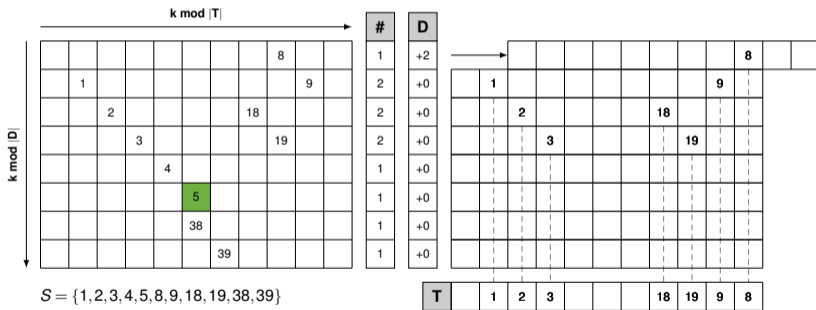 k mod |T|
# D
k mod |D|
8 1 +2 8
1 9 2 +0 1 9
2 18 2 +0 2 18
3 19 2 +0 3 19
4 1 +0
5 1 +0
38 1 +0
39 1 +0
S = {1,2,3,4,5,8,9,18,19,38,39}
T 1 2 3 18 19 9 8